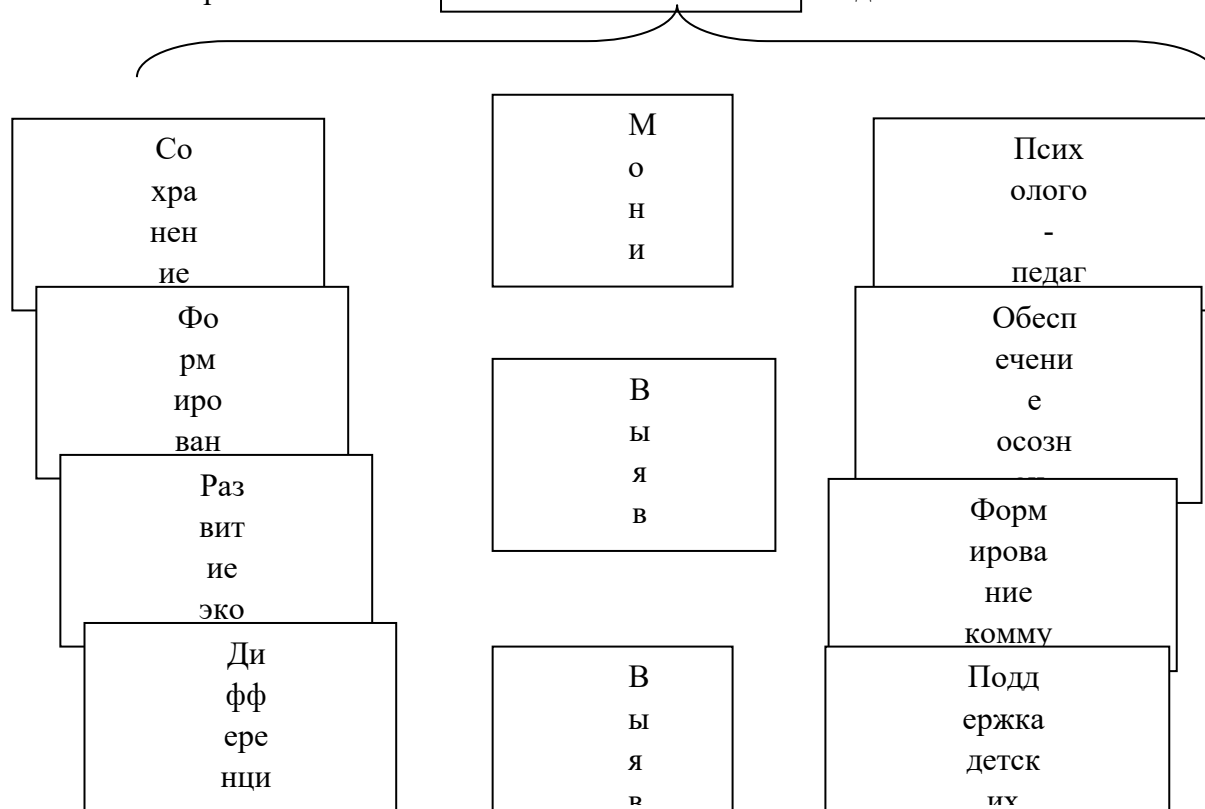 Со
хра
нен
ие
Фо
рм
иро
ван
Раз
вит
ие
эко
Ди
фф
ере
нци
М
о
н
и
В
ы
я
в
В
ы
я
в
Псих
олого
-
педаг
Обесп
ечени
е
осозн
Форм
ирова
ние
комму
Подд
ержка
детск
их